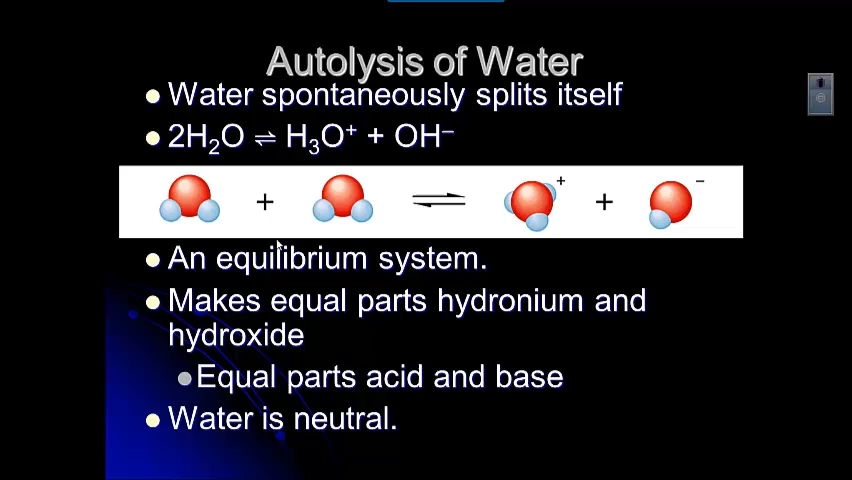 Autolysis of Water
Water spontaneously splits itself
2H₂O ⇌ H₃O⁺ + OH⁻
+ ⇌ + + −
An equilibrium system.
Makes equal parts hydronium and
hydroxide
Equal parts acid and base
Water is neutral.